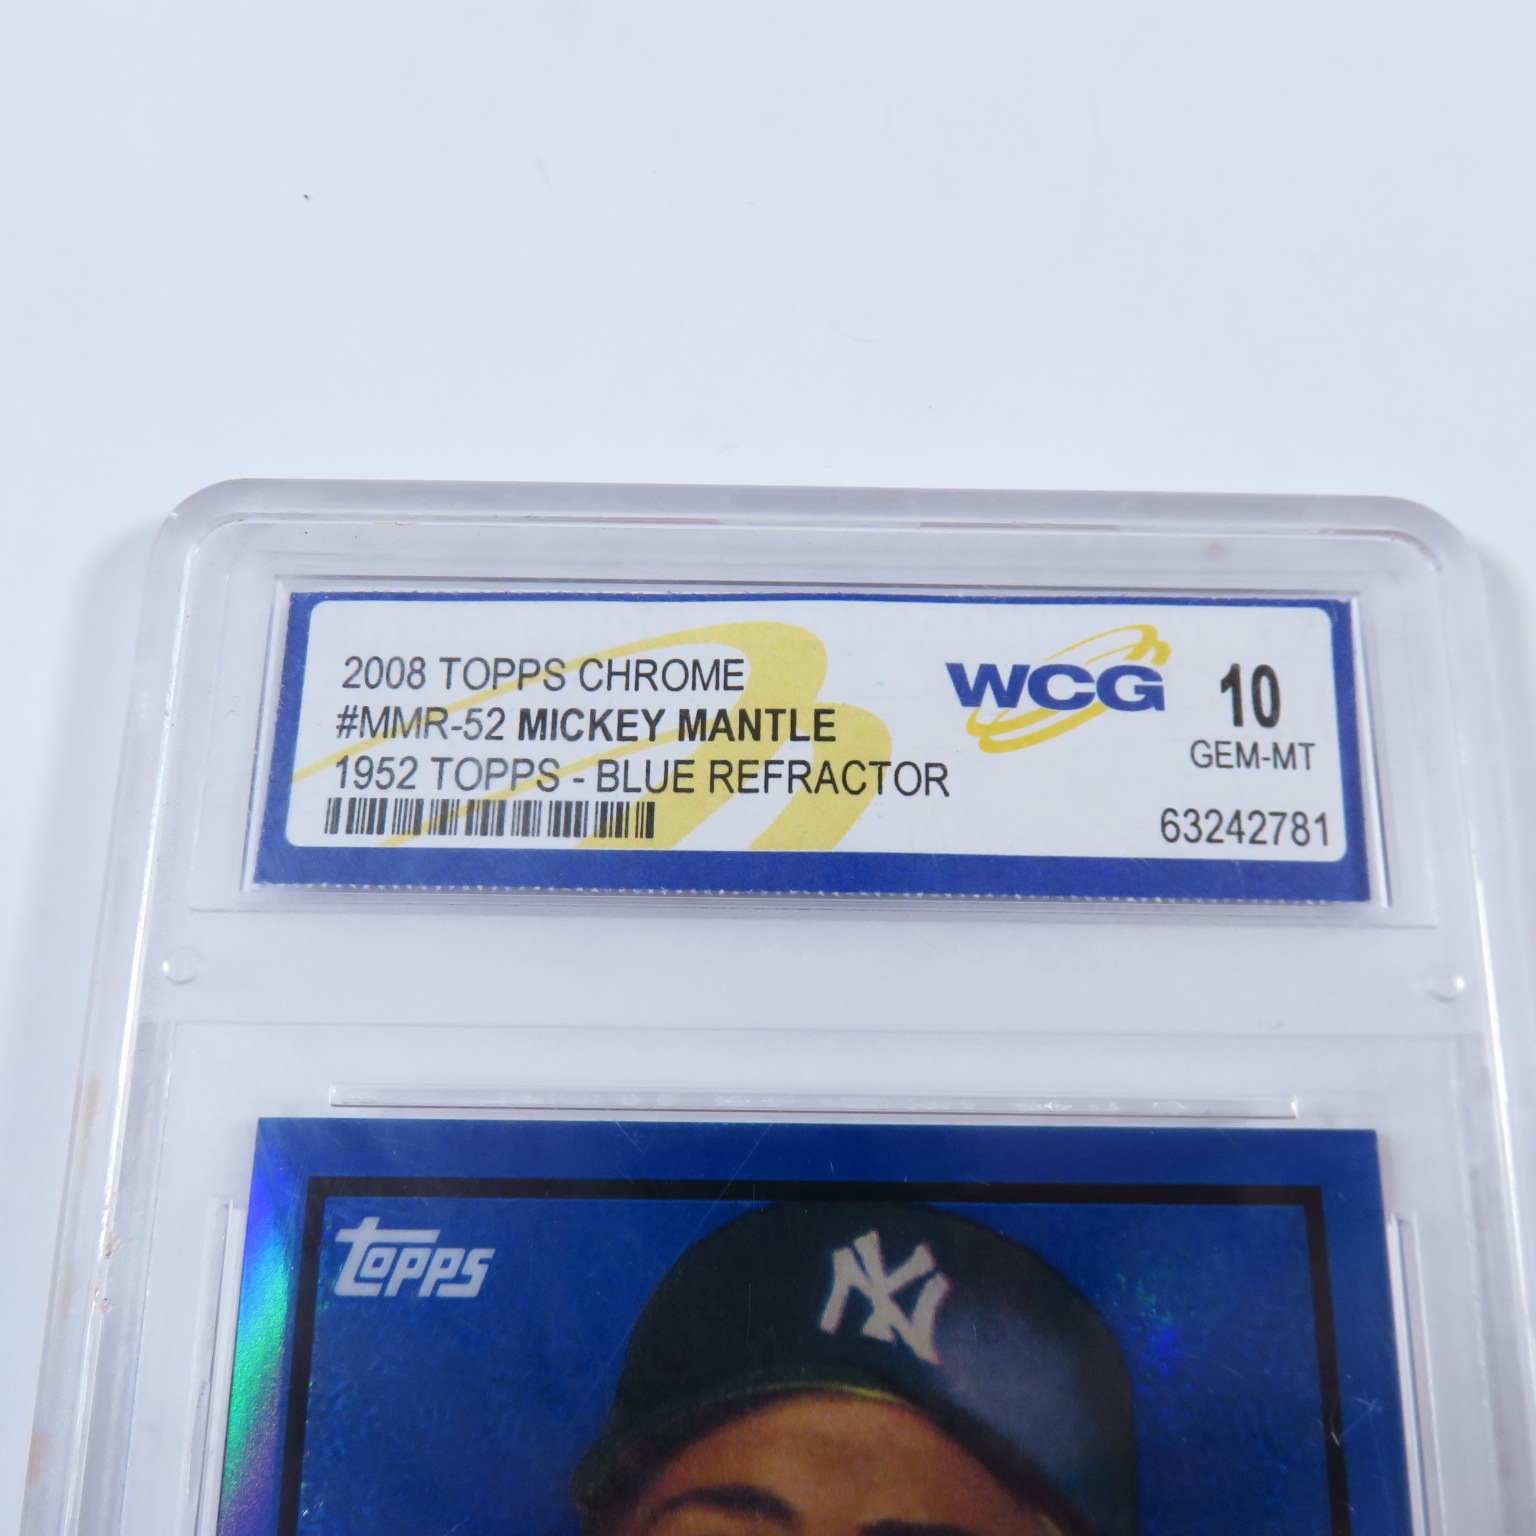 2008 TOPPS CHROME
#MMR-52 MICKEY MANTLE
1952 TOPPS - BLUE REFRACTOR
WCG
10
GEM-MT
63242781
Topps
NY